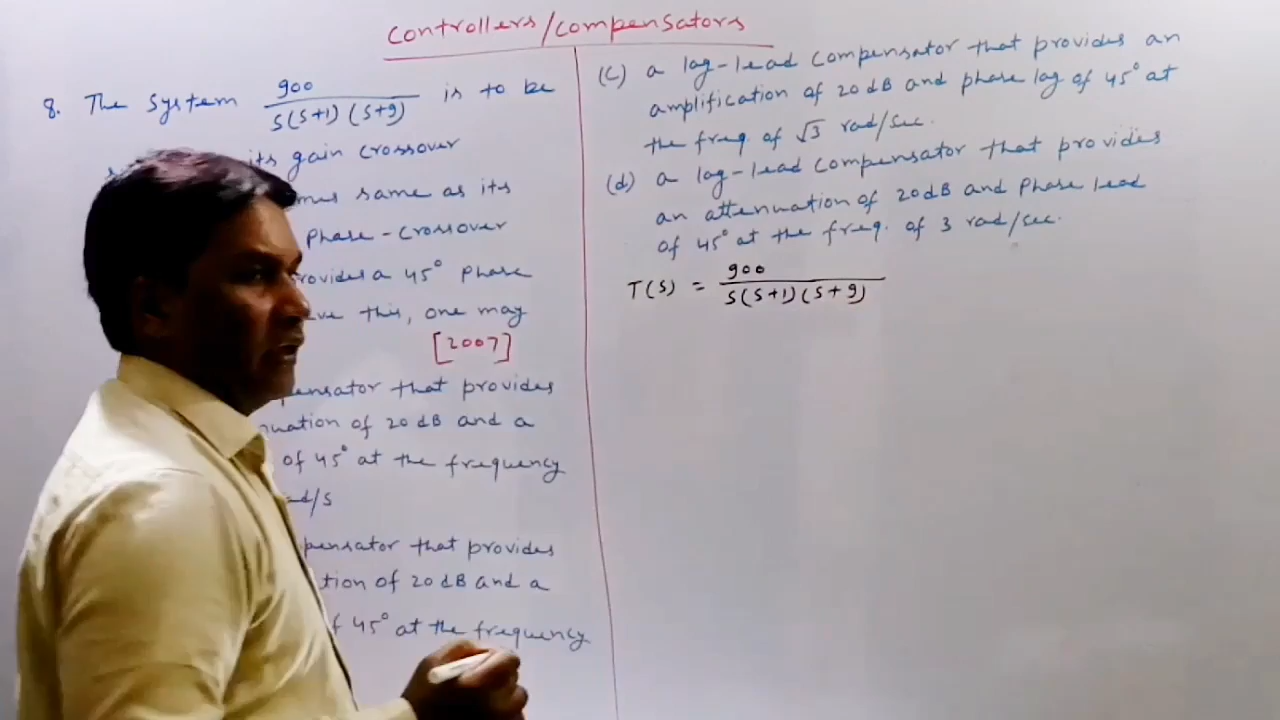 Controllers/compensators
8. The System 900/(s(s+1)(s+9)) is to be
its gain crossover
same as its
phase-crossover
a 45° phase
this, one may
[2007]
that provides
of 20 dB and a
of 45° at the frequency
that provides
of 20 dB and a
45° at the frequency
(c) a lag-lead compensator that provides an
amplification of 20 dB and phase lag of 45° at
the freq. of √3 rad/sec.
(d) a lag-lead compensator that provides
an attenuation of 20 dB and phase lead
of 45° at the freq. of 3 rad/sec.
T(s) = 900/(s(s+1)(s+9))